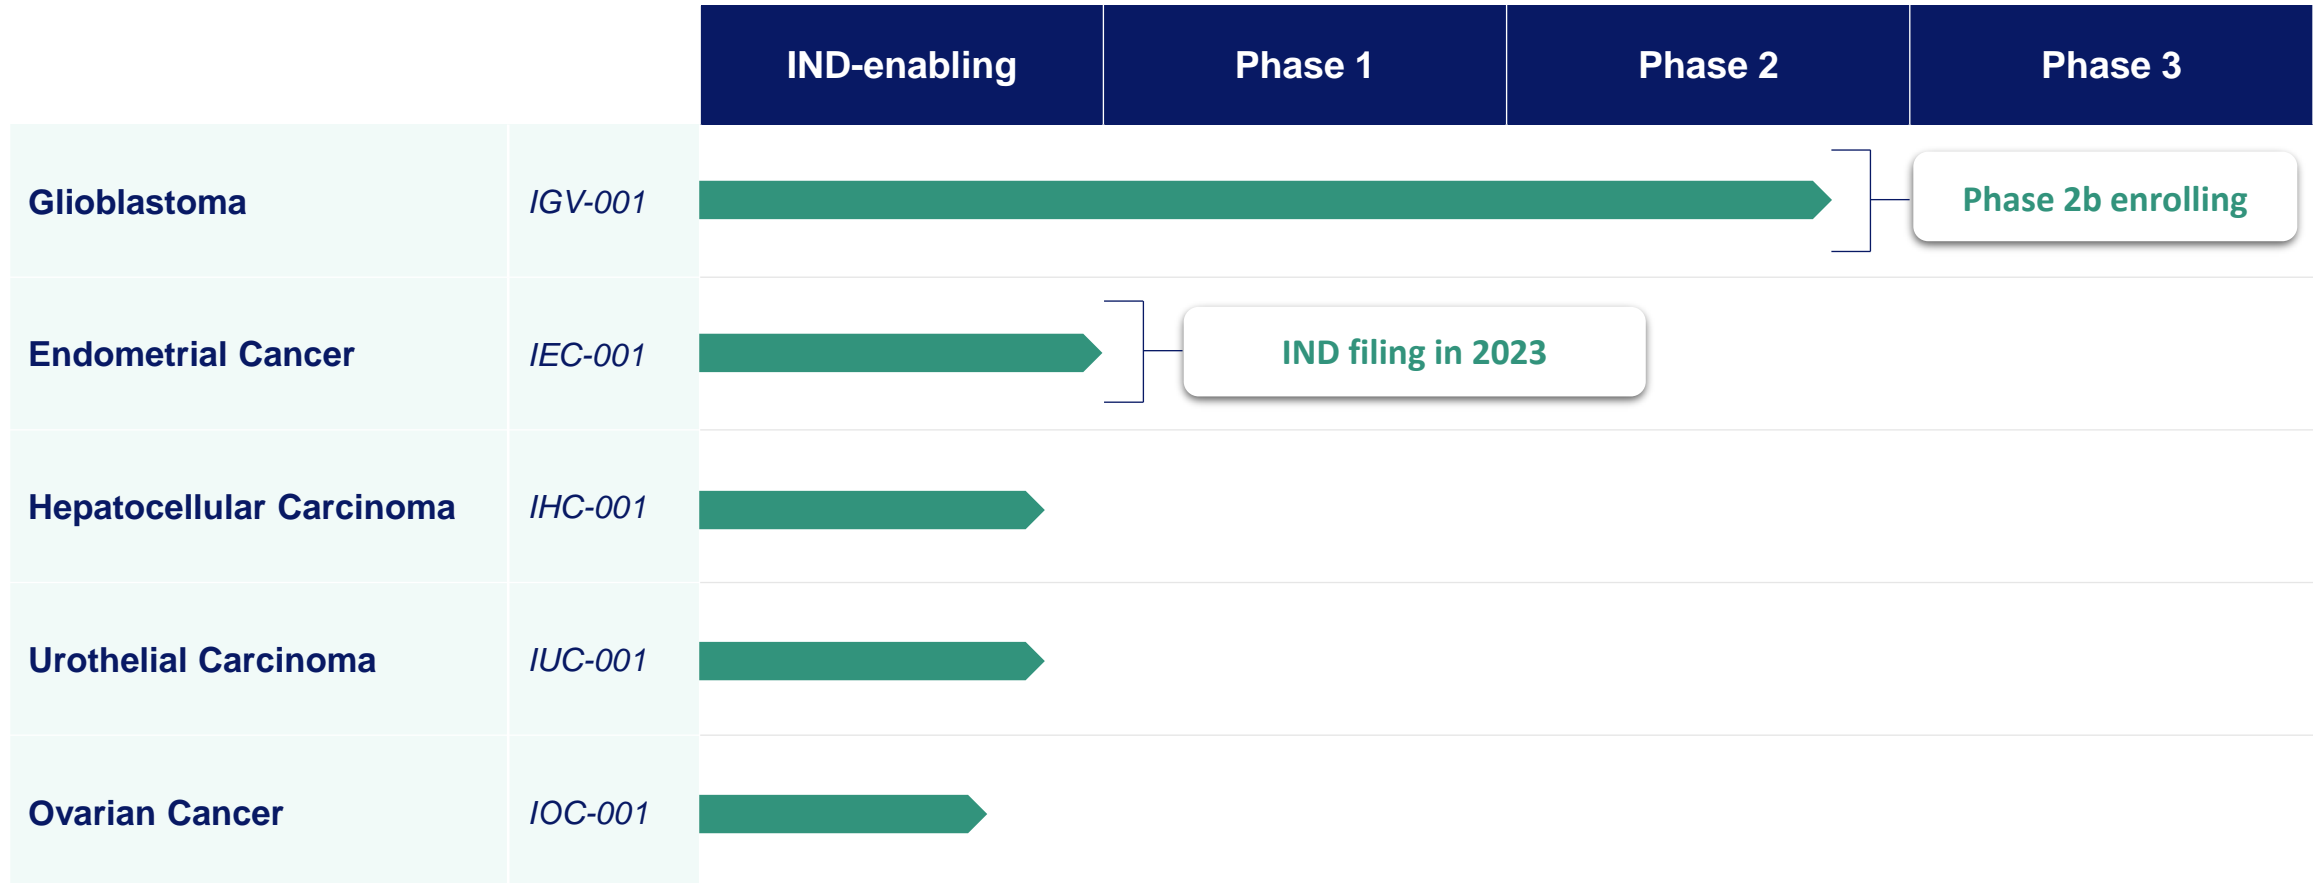 IND-enabling Phase 1 Phase 2 Phase 3
Glioblastoma IGV-001 Phase 2b enrolling
Endometrial Cancer IEC-001 IND filing in 2023
Hepatocellular Carcinoma IHC-001
Urothelial Carcinoma IUC-001
Ovarian Cancer IOC-001